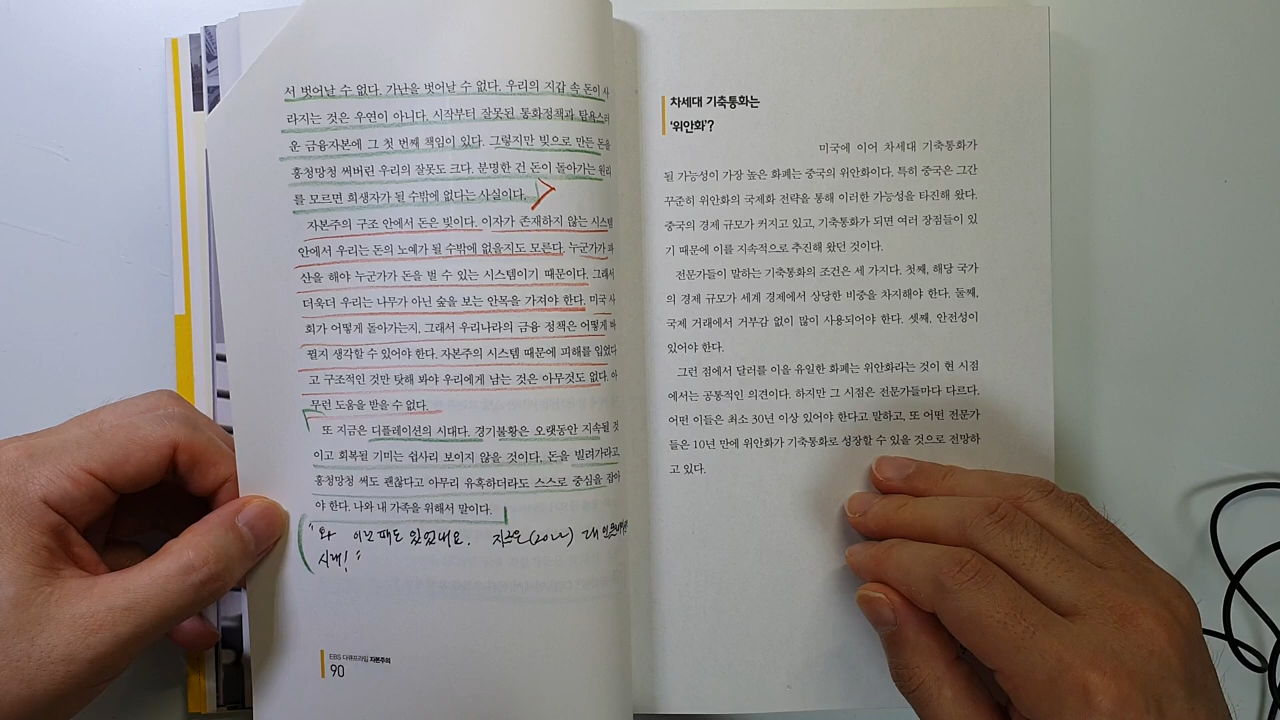 서 벗어날 수 없다. 가난을 벗어날 수 없다. 우리의 지갑 속 돈이 사
라지는 것은 우연이 아니다. 시작부터 잘못된 통화정책과 탐욕스러
운 금융자본에 그 첫 번째 책임이 있다. 그렇지만 빚으로 만든 돈을
흥청망청 써버린 우리의 잘못도 크다. 분명한 건 돈이 돌아가는 원리
를 모르면 희생자가 될 수밖에 없다는 사실이다.
자본주의 구조 안에서 돈은 빚이다. 이자가 존재하지 않는 시스템
안에서 우리는 돈의 노예가 될 수밖에 없을지도 모른다. 누군가가 파
산을 해야 누군가가 돈을 벌 수 있는 시스템이기 때문이다. 그래서
더욱더 우리는 나무가 아닌 숲을 보는 안목을 가져야 한다. 미국 사
회가 어떻게 돌아가는지, 그래서 우리나라의 금융 정책은 어떻게 바
뀔지 생각할 수 있어야 한다. 자본주의 시스템 때문에 피해를 입었다
고 구조적인 것만 탓해 봐야 우리에게 남는 것은 아무것도 없다. 아
무런 도움을 받을 수 없다.
또 지금은 디플레이션의 시대다. 경기불황은 오랫동안 지속될 것
이고 회복될 기미는 쉽사리 보이지 않을 것이다. 돈을 빌려가라고
흥청망청 써도 괜찮다고 아무리 유혹하더라도 스스로 중심을 잡아
야 한다. 나와 내 가족을 위해서 말이다.
"와 이런 때도 있었네요. 지금은(2022) 대 인플레이션
시대!"
EBS 다큐프라임 자본주의
90
차세대 기축통화는
'위안화'?
미국에 이어 차세대 기축통화가
될 가능성이 가장 높은 화폐는 중국의 위안화이다. 특히 중국은 그간
꾸준히 위안화의 국제화 전략을 통해 이러한 가능성을 타진해 왔다.
중국의 경제 규모가 커지고 있고, 기축통화가 되면 여러 장점들이 있
기 때문에 이를 지속적으로 추진해 왔던 것이다.
전문가들이 말하는 기축통화의 조건은 세 가지다. 첫째, 해당 국가
의 경제 규모가 세계 경제에서 상당한 비중을 차지해야 한다. 둘째,
국제 거래에서 거부감 없이 많이 사용되어야 한다. 셋째, 안전성이
있어야 한다.
그런 점에서 달러를 이을 유일한 화폐는 위안화라는 것이 현 시점
에서는 공통적인 의견이다. 하지만 그 시점은 전문가들마다 다르다.
어떤 이들은 최소 30년 이상 있어야 한다고 말하고, 또 어떤 전문가
들은 10년 만에 위안화가 기축통화로 성장할 수 있을 것으로 전망하
고 있다.